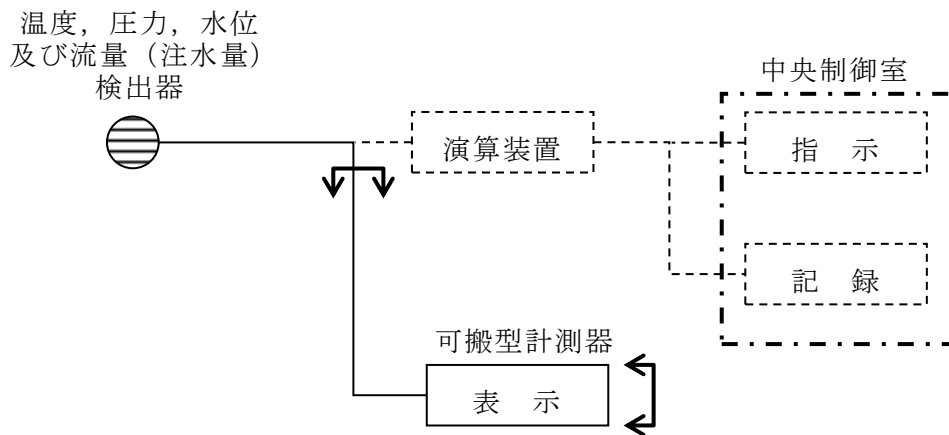 温度，圧力，水位
及び流量（注水量）
検出器
中央制御室
演算装置
指　示
記　録
可搬型計測器
表　示